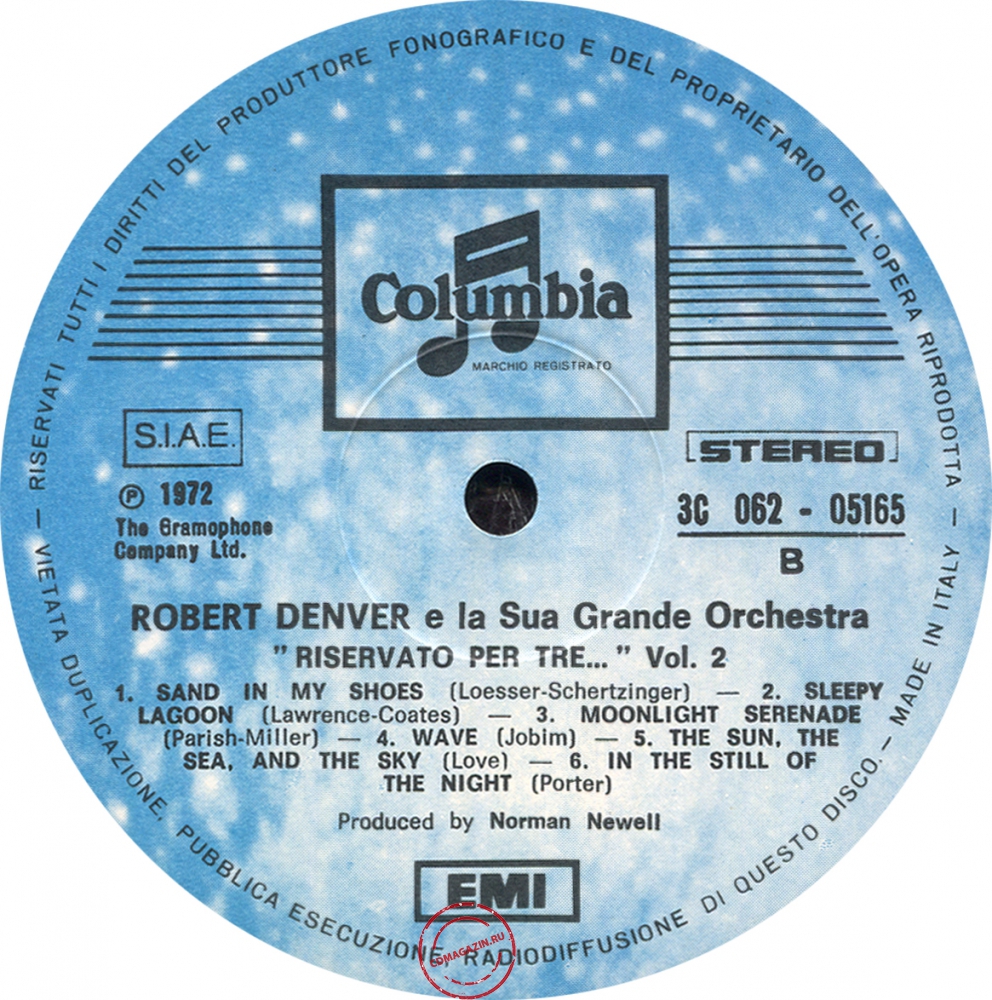 — RISERVATI TUTTI I DIRITTI DEL PRODUTTORE FONOGRAFICO E DEL PROPRIETARIO DELL'OPERA RIPRODOTTA —
VIETATA DUPLICAZIONE, PUBBLICA ESECUZIONE RADIODIFFUSIONE DI QUESTO DISCO. — MADE IN ITALY
Columbia
MARCHIO REGISTRATO
S.I.A.E.
STEREO
℗ 1972
3C 062 - 05165
The Gramophone
Company Ltd.
B
ROBERT DENVER e la Sua Grande Orchestra
"RISERVATO PER TRE..." Vol. 2
1. SAND IN MY SHOES (Loesser-Schertzinger) — 2. SLEEPY
LAGOON (Lawrence-Coates) — 3. MOONLIGHT SERENADE
(Parish-Miller) — 4. WAVE (Jobim) — 5. THE SUN, THE
SEA, AND THE SKY (Love) — 6. IN THE STILL OF
THE NIGHT (Porter)
Produced by Norman Newell
EMI
CDMAGAZIN.RU